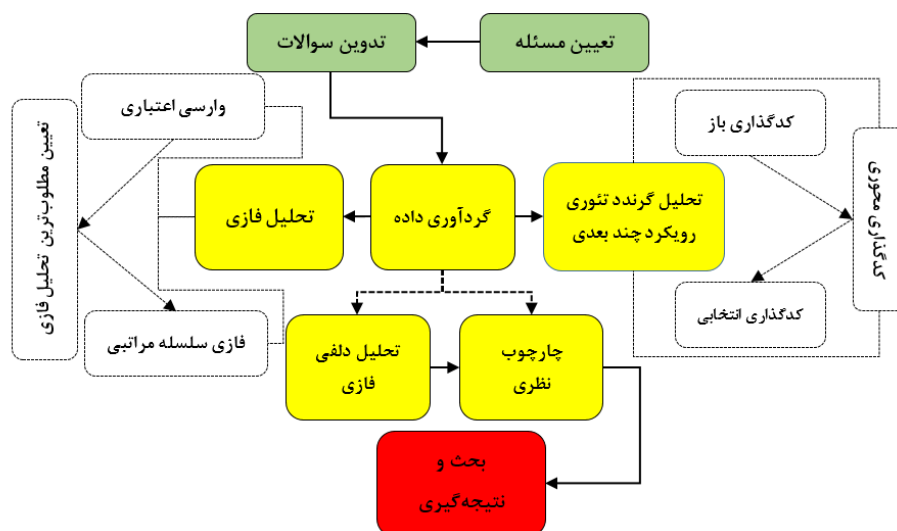 تعیین مسئله
تدوین سوالات
کدگذاری باز
کدگذاری محوری
کدگذاری انتخابی
تحلیل گرندد تئوری
رویکرد چند بعدی
گردآوری داده
تحلیل فازی
وارسی اعتباری
تعیین مطلوب‌ترین تحلیل فازی
فازی سلسله مراتبی
چارچوب
نظری
تحلیل دلفی
فازی
بحث و
نتیجه‌گیری